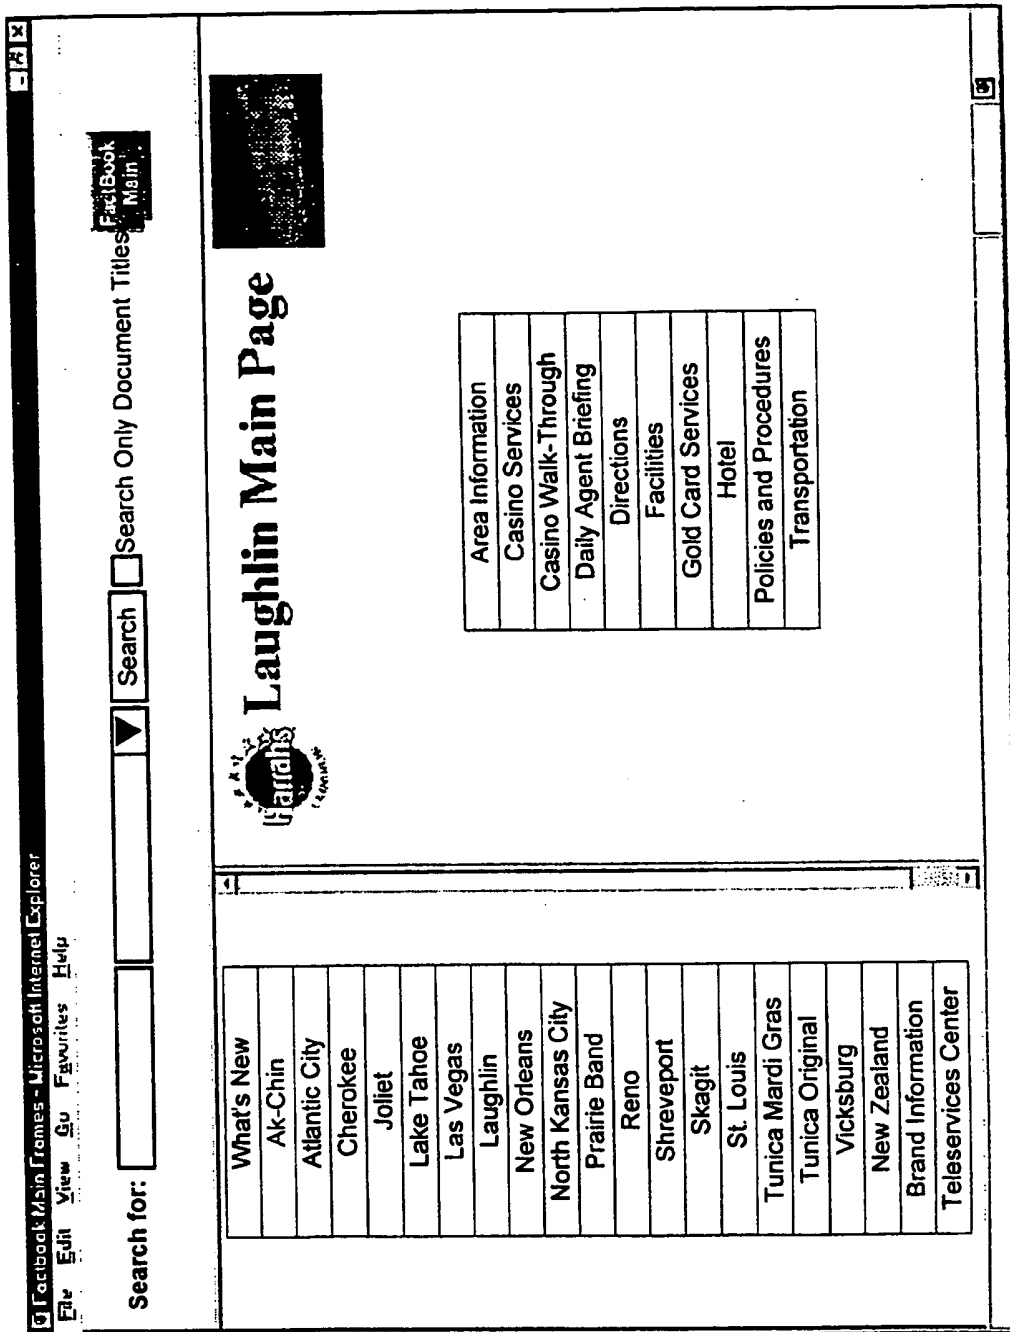 Factbook Main Frames - Microsoft Internet Explorer
File Edit View Go Favorites Help
Search for: Search Search Only Document Titles
FactBook
Main
What's New
Ak-Chin
Atlantic City
Cherokee
Joliet
Lake Tahoe
Las Vegas
Laughlin
New Orleans
North Kansas City
Prairie Band
Reno
Shreveport
Skagit
St. Louis
Tunica Mardi Gras
Tunica Original
Vicksburg
New Zealand
Brand Information
Teleservices Center
Harrahs
Laughlin Main Page
Area Information
Casino Services
Casino Walk-Through
Daily Agent Briefing
Directions
Facilities
Gold Card Services
Hotel
Policies and Procedures
Transportation